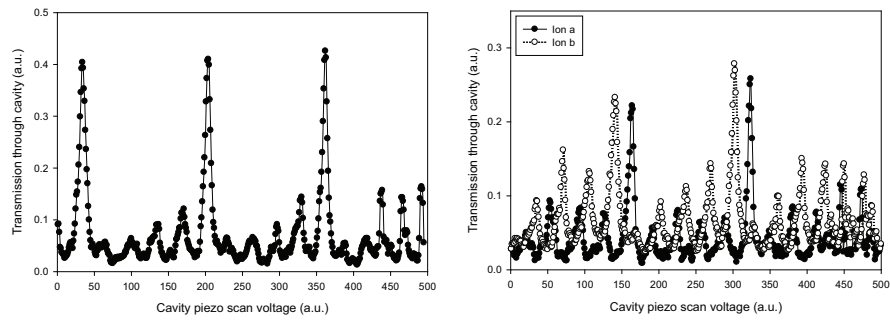 0.5
0.4
0.3
0.2
0.1
0.0
Transmission through cavity (a.u.)
0 50 100 150 200 250 300 350 400 450 500
Cavity piezo scan voltage (a.u.)
Ion a
Ion b
0.3
0.2
0.1
0.0
Transmission through cavity (a.u.)
0 50 100 150 200 250 300 350 400 450 500
Cavity piezo scan voltage (a.u.)